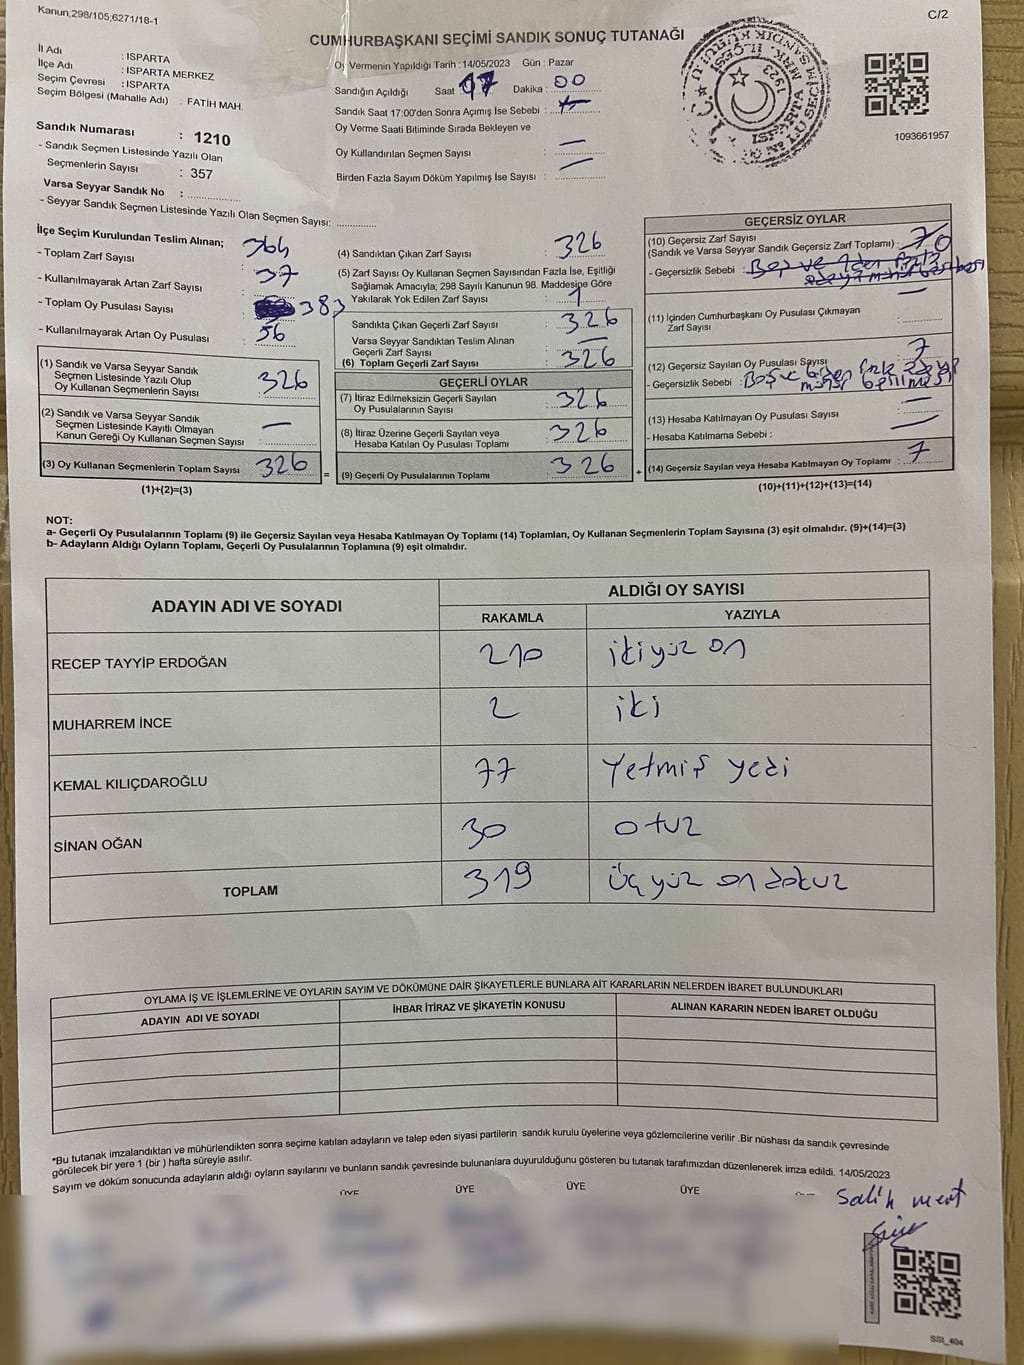 Kanun,298/105;6271/18-1
C/2
CUMHURBAŞKANI SEÇİMİ SANDIK SONUÇ TUTANAĞI
İl Adı : ISPARTA
İlçe Adı : ISPARTA MERKEZ
Seçim Çevresi : ISPARTA
Seçim Bölgesi (Mahalle Adı) : FATİH MAH.
Sandık Numarası : 1210
- Sandık Seçmen Listesinde Yazılı Olan
Seçmenlerin Sayısı : 357
Varsa Seyyar Sandık No :
- Seyyar Sandık Seçmen Listesinde Yazılı Olan Seçmen Sayısı:
Oy Vermenin Yapıldığı Tarih : 14/05/2023 Gün : Pazar
Sandığın Açıldığı Saat 17 Dakika : 00
Sandık Saat 17:00'den Sonra Açımış İse Sebebi :
Oy Verme Saati Bitiminde Sırada Bekleyen ve
Oy Kullandırılan Seçmen Sayısı : —
Birden Fazla Sayım Döküm Yapılmış İse Sayısı : —
T.C.
1923
1093661957
İlçe Seçim Kurulundan Teslim Alınan;
- Toplam Zarf Sayısı : 364
- Kullanılmayarak Artan Zarf Sayısı : 37
- Toplam Oy Pusulası Sayısı : 383
- Kullanılmayarak Artan Oy Pusulası : 56
(1) Sandık ve Varsa Seyyar Sandık
Seçmen Listesinde Yazılı Olup
Oy Kullanan Seçmenlerin Sayısı : 326
(2) Sandık ve Varsa Seyyar Sandık
Seçmen Listesinde Kayıtlı Olmayan
Kanun Gereği Oy Kullanan Seçmen Sayısı : —
(3) Oy Kullanan Seçmenlerin Toplam Sayısı : 326
(1)+(2)=(3)
=
(4) Sandıktan Çıkan Zarf Sayısı : 326
(5) Zarf Sayısı Oy Kullanan Seçmen Sayısından Fazla İse, Eşitliği
Sağlamak Amacıyla; 298 Sayılı Kanunun 98. Maddesine Göre
Yakılarak Yok Edilen Zarf Sayısı : 1
Sandıkta Çıkan Geçerli Zarf Sayısı : 326
Varsa Seyyar Sandıktan Teslim Alınan
Geçerli Zarf Sayısı : —
(6) Toplam Geçerli Zarf Sayısı : 326
GEÇERLİ OYLAR
(7) İtiraz Edilmeksizin Geçerli Sayılan
Oy Pusulalarının Sayısı : 326
(8) İtiraz Üzerine Geçerli Sayılan veya
Hesaba Katılan Oy Pusulası Toplamı : 326
(9) Geçerli Oy Pusulalarının Toplamı : 326
+
GEÇERSİZ OYLAR
(10) Geçersiz Zarf Sayısı
(Sandık ve Varsa Seyyar Sandık Geçersiz Zarf Toplamı) : 0
- Geçersizlik Sebebi :
(11) İçinden Cumhurbaşkanı Oy Pusulası Çıkmayan
Zarf Sayısı : —
(12) Geçersiz Sayılan Oy Pusulası Sayısı : 7
- Geçersizlik Sebebi : Boş ve birden fazla
mühür
(13) Hesaba Katılmayan Oy Pusulası Sayısı : —
- Hesaba Katılmama Sebebi : —
(14) Geçersiz Sayılan veya Hesaba Katılmayan Oy Toplamı : 7
(10)+(11)+(12)+(13)=(14)
NOT:
a- Geçerli Oy Pusulalarının Toplamı (9) ile Geçersiz Sayılan veya Hesaba Katılmayan Oy Toplamı (14) Toplamları, Oy Kullanan Seçmenlerin Toplam Sayısına (3) eşit olmalıdır. (9)+(14)=(3)
b- Adayların Aldığı Oyların Toplamı, Geçerli Oy Pusulalarının Toplamına (9) eşit olmalıdır.
ADAYIN ADI VE SOYADI
ALDIĞI OY SAYISI
RAKAMLA YAZIYLA
RECEP TAYYİP ERDOĞAN 210 ikiyüz on
MUHARREM İNCE 2 iki
KEMAL KILIÇDAROĞLU 77 Yetmiş yedi
SİNAN OĞAN 30 otuz
TOPLAM 319 Üçyüz on dokuz
OYLAMA İŞ VE İŞLEMLERİNE VE OYLARIN SAYIM VE DÖKÜMÜNE DAİR ŞİKAYETLERLE BUNLARA AİT KARARLARIN NELERDEN İBARET BULUNDUKLARI
ADAYIN ADI VE SOYADI İHBAR İTİRAZ VE ŞİKAYETİN KONUSU ALINAN KARARIN NEDEN İBARET OLDUĞU
*Bu tutanak imzalandıktan ve mühürlendikten sonra seçime katılan adayların ve talep eden siyasi partilerin sandık kurulu üyelerine veya gözlemcilerine verilir .Bir nüshası da sandık çevresinde
görülecek bir yere 1 (bir ) hafta süreyle asılır.
Sayım ve döküm sonucunda adayların aldığı oyların sayılarını ve bunların sandık çevresinde bulunanlara duyurulduğunu gösteren bu tutanak tarafımızdan düzenlenerek imza edildi. 14/05/2023
ÜYE ÜYE ÜYE ÜYE
Salih mert
SSI_404